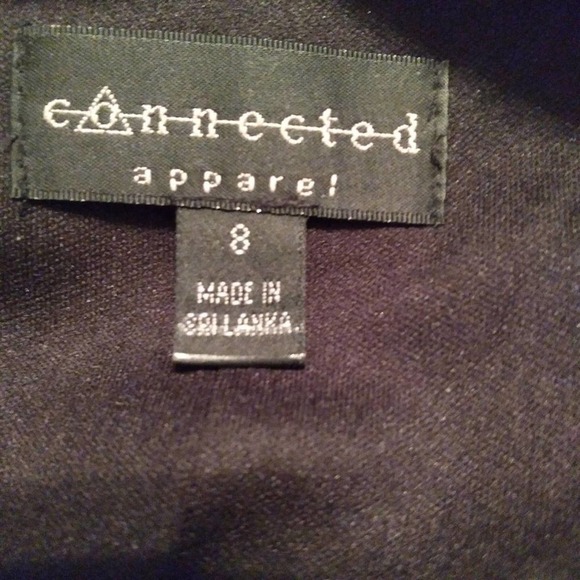 connected
apparel
8
MADE IN
SRI LANKA